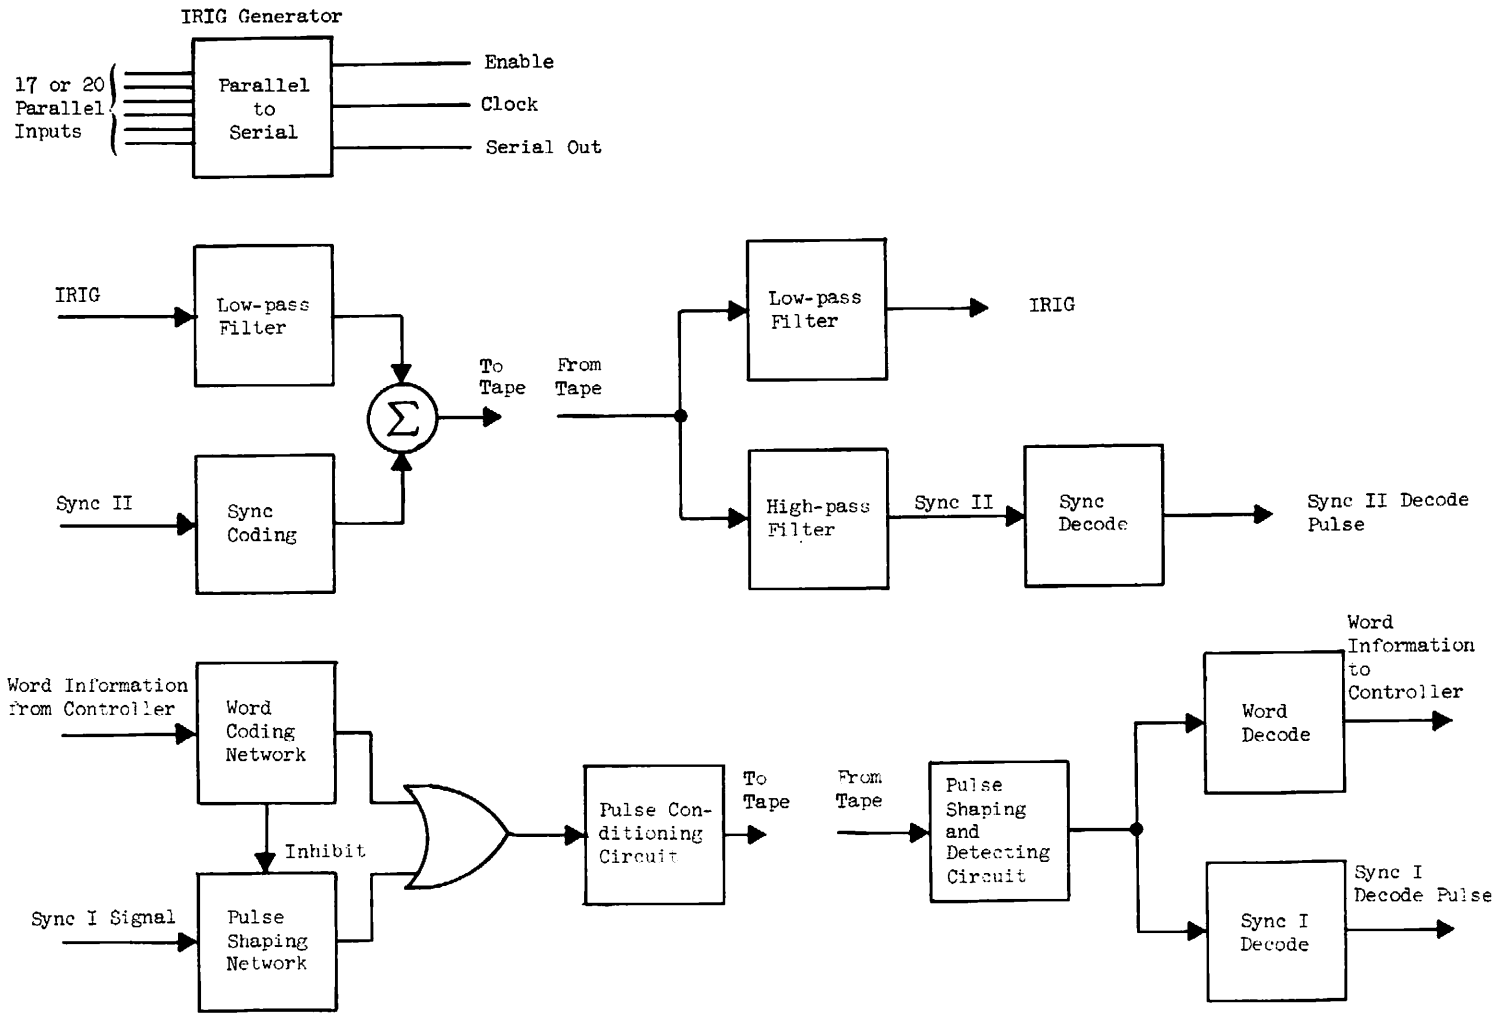 IRIG Generator
17 or 20
Parallel
Inputs
Parallel
to
Serial
Enable
Clock
Serial Out
IRIG
Low-pass
Filter
Sync II
Sync
Coding
Σ
To
Tape
From
Tape
Low-pass
Filter
IRIG
High-pass
Filter
Sync II
Sync
Decode
Sync II Decode
Pulse
Word Information
from Controller
Word
Coding
Network
Inhibit
Sync I Signal
Pulse
Shaping
Network
Pulse Con-
ditioning
Circuit
To
Tape
From
Tape
Pulse
Shaping
and
Detecting
Circuit
Word
Decode
Word
Information
to
Controller
Sync I
Decode
Sync I
Decode Pulse